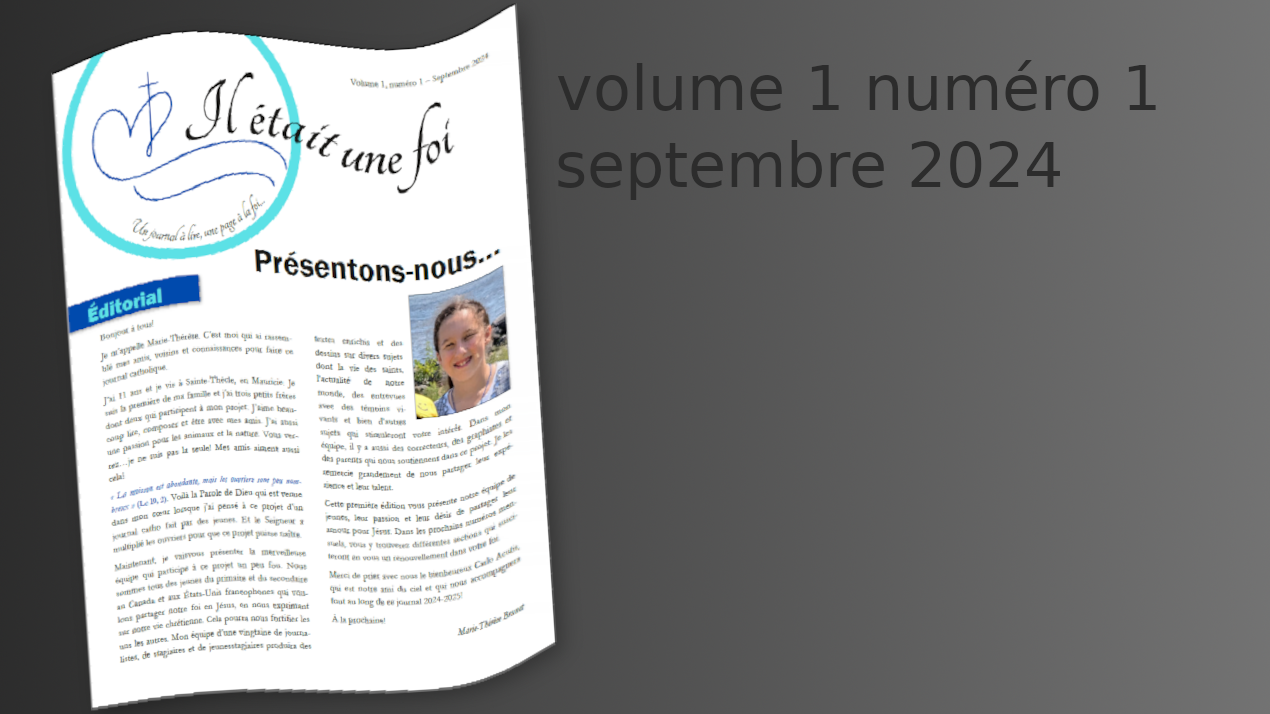 Volume 1, numéro 1 – Septembre 2024
Il était une foi
Un journal à lire, une page à la foi
Présentons-nous...
Éditorial
Bonjour à tous!
Je m'appelle Marie-Thérèse. C'est moi qui ai rassem-
blé mes amis, voisins et connaissances pour faire ce
journal catholique.
J'ai 11 ans et je vis à Sainte-Thècle, en Mauricie. Je
suis la première de ma famille et j'ai trois petits frères
dont deux qui participent à mon projet. J'aime beau-
coup lire, composer et être avec mes amis. J'ai aussi
une passion pour les animaux et la nature. Vous ver-
rez…je ne suis pas la seule! Mes amis aiment aussi
cela!
« La moisson est abondante, mais les ouvriers sont peu nom-
breux » (Lc 10, 2). Voilà la Parole de Dieu qui est venue
dans mon cœur lorsque j'ai pensé à ce projet d'un
journal catho fait par des jeunes. Et le Seigneur a
multiplié les ouvriers pour que ce projet puisse naître.
Maintenant, je vais vous présenter la merveilleuse
équipe qui participe à ce projet un peu fou. Nous
sommes tous des jeunes du primaire et du secondaire
au Canada et aux États-Unis francophones qui vou-
lons partager notre foi en Jésus, en nous exprimant
sur notre vie chrétienne. Cela pourra nous fortifier les
uns les autres. Mon équipe d'une vingtaine de journa-
listes, de stagiaires et de jeunesstagiaires produira des
textes enrichis et des
dessins sur divers sujets
dont la vie des saints,
l'actualité de notre
monde, des entrevues
avec des témoins vi-
vants et bien d'autres
sujets qui stimuleront votre intérêt. Dans mon
équipe, il y a aussi des correcteurs, des graphistes et
des parents qui nous soutiennent dans ce projet. Je les
remercie grandement de nous partager leur expé-
rience et leur talent.
Cette première édition vous présente notre équipe de
jeunes, leur passion et leur désir de partager leur
amour pour Jésus. Dans les prochains numéros men-
suels, vous y trouverez différentes sections qui susci-
teront en vous un renouvellement dans votre foi.
Merci de prier avec nous le bienheureux Carlo Acutis,
qui est notre ami du ciel et qui nous accompagnera
tout au long de ce journal 2024-2025!
À la prochaine!
Marie-Thérèse
volume 1 numéro 1
septembre 2024